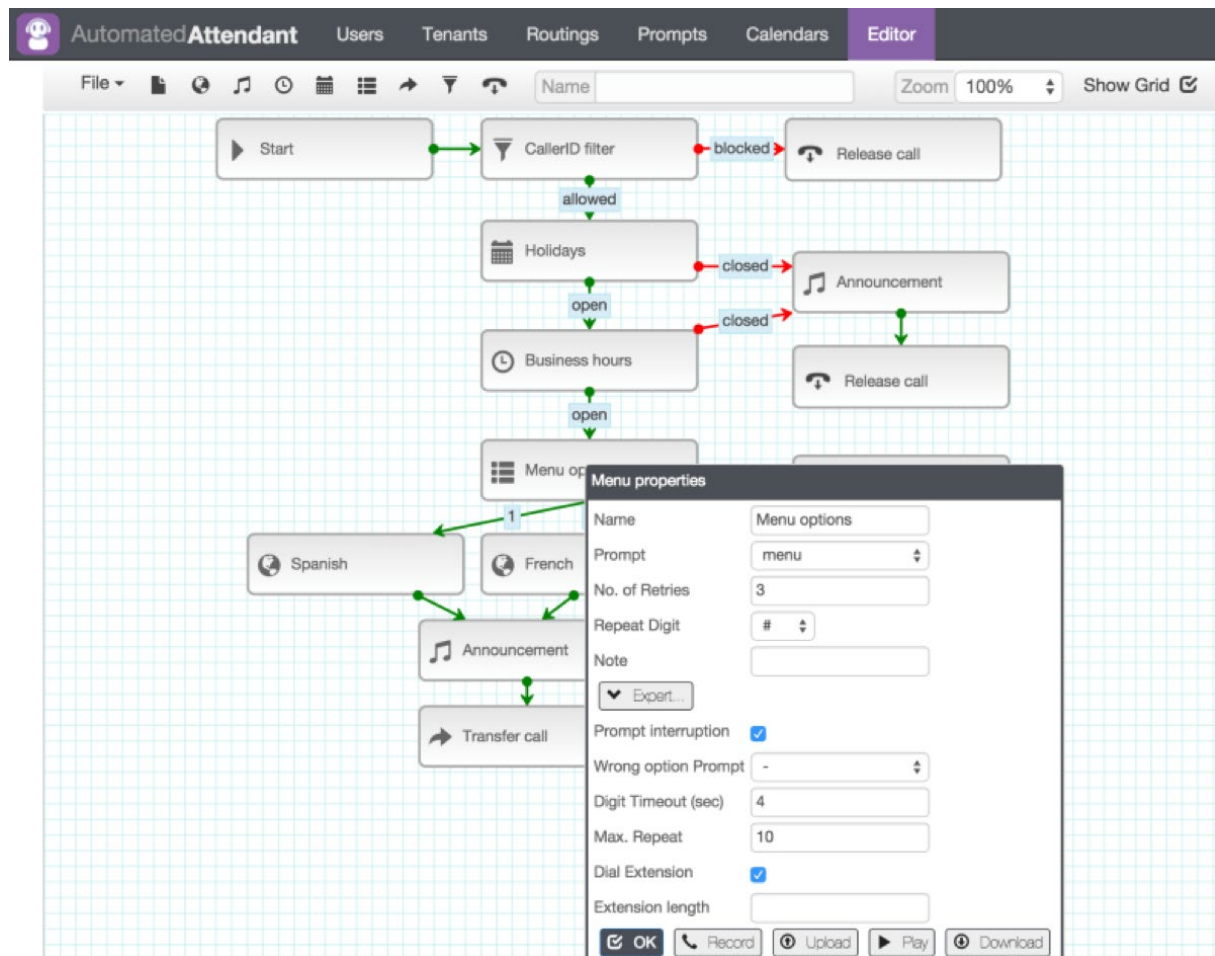 AutomatedAttendant Users Tenants Routings Prompts Calendars Editor
File Name Zoom 100% Show Grid
Start
CallerID filter
blocked
Release call
allowed
Holidays
closed
Announcement
open
closed
Business hours
Release call
open
Menu op
Menu properties
1
Spanish
French
Announcement
Transfer call
Name Menu options
Prompt menu
No. of Retries 3
Repeat Digit #
Note
Expert...
Prompt interruption
Wrong option Prompt -
Digit Timeout (sec) 4
Max. Repeat 10
Dial Extension
Extension length
OK Record Upload Play Download